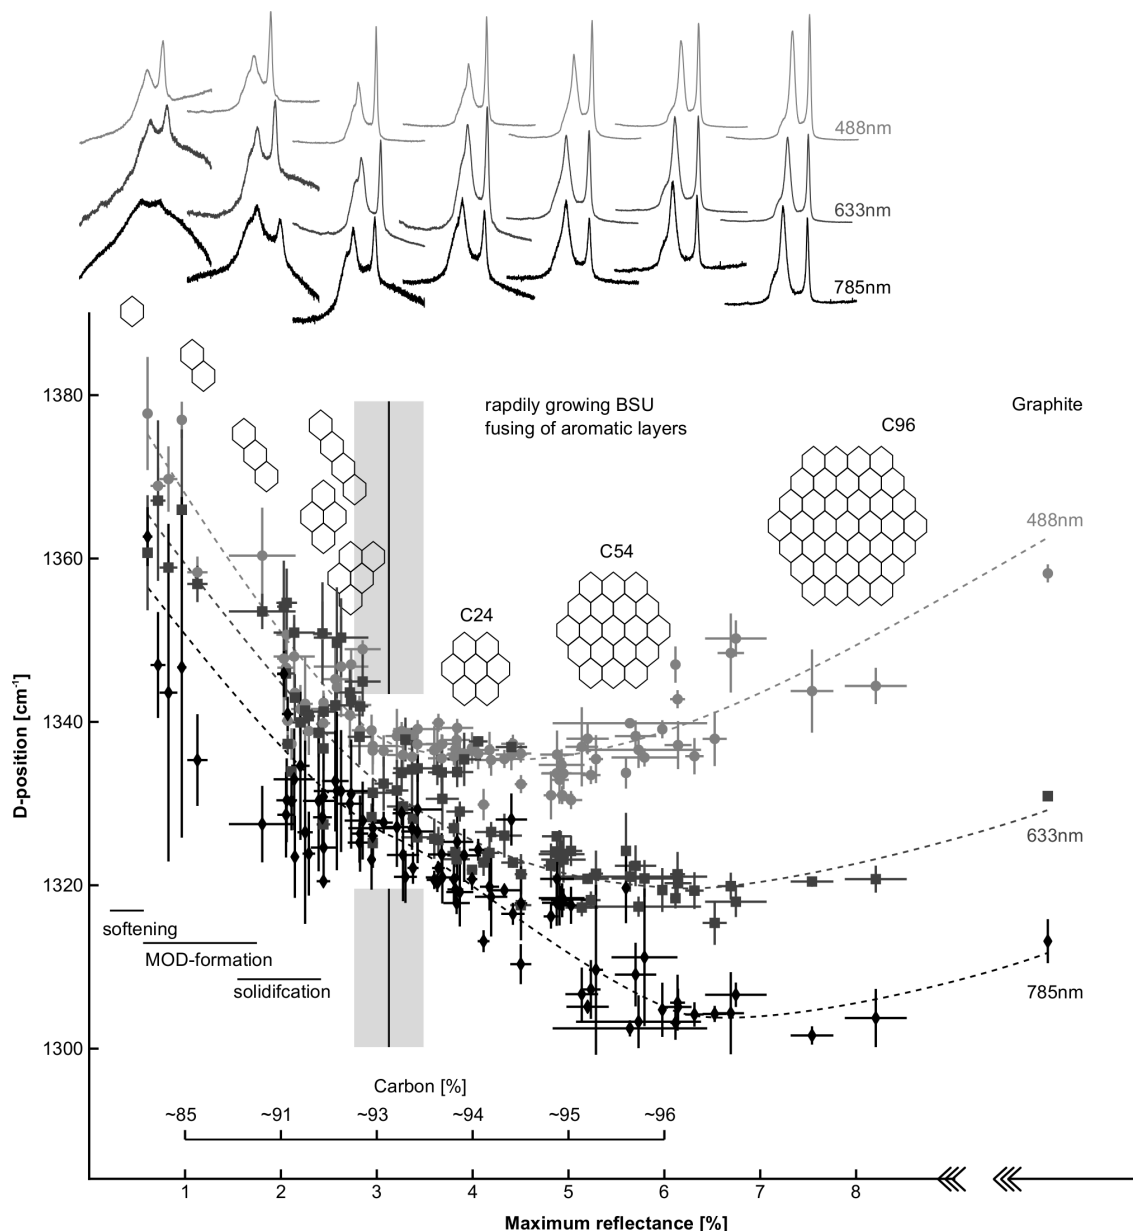 488nm
633nm
785nm
1380
1360
1340
1320
1300
D-position [cm⁻¹]
rapdily growing BSU
fusing of aromatic layers
Graphite
C96
C54
C24
488nm
633nm
785nm
softening
MOD-formation
solidifcation
Carbon [%]
~85 ~91 ~93 ~94 ~95 ~96
1 2 3 4 5 6 7 8
Maximum reflectance [%]